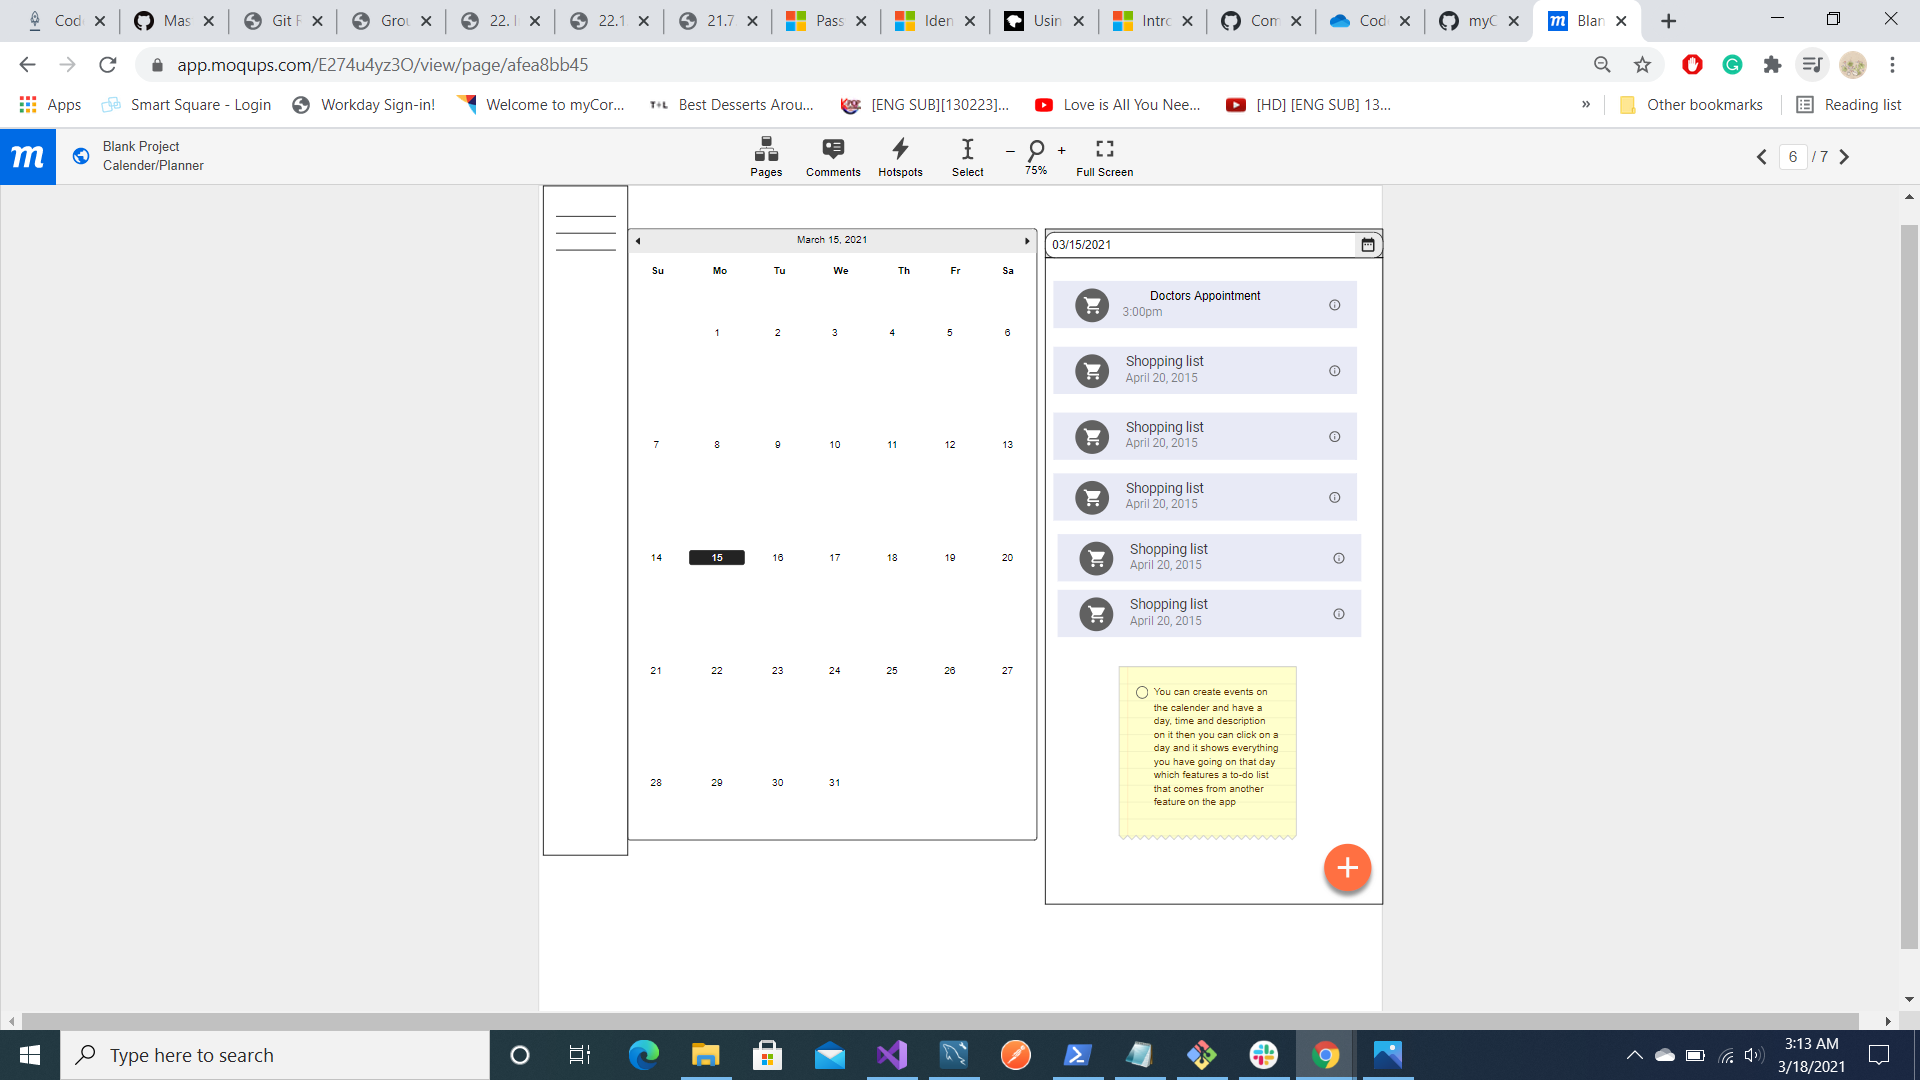 Cod
Mas
Git F
Grou
22. I
22.1
21.7
Pass
Iden
Usin
Intro
Com
Cod
myC
Blan
app.moqups.com/E274u4yz3O/view/page/afea8bb45
Apps
Smart Square - Login
Workday Sign-in!
Welcome to myCor...
T+L Best Desserts Arou...
[ENG SUB][130223]...
Love is All You Nee...
[HD] [ENG SUB] 13...
»
Other bookmarks
Reading list
m
Blank Project
Calender/Planner
Pages
Comments
Hotspots
Select
– 75% +
Full Screen
6 / 7
March 15, 2021
Su Mo Tu We Th Fr Sa
1 2 3 4 5 6
7 8 9 10 11 12 13
14 15 16 17 18 19 20
21 22 23 24 25 26 27
28 29 30 31
03/15/2021
Doctors Appointment
3:00pm
Shopping list
April 20, 2015
Shopping list
April 20, 2015
Shopping list
April 20, 2015
Shopping list
April 20, 2015
Shopping list
April 20, 2015
You can create events on
the calender and have a
day, time and description
on it then you can click on a
day and it shows everything
you have going on that day
which features a to-do list
that comes from another
feature on the app
+
Type here to search
3:13 AM
3/18/2021